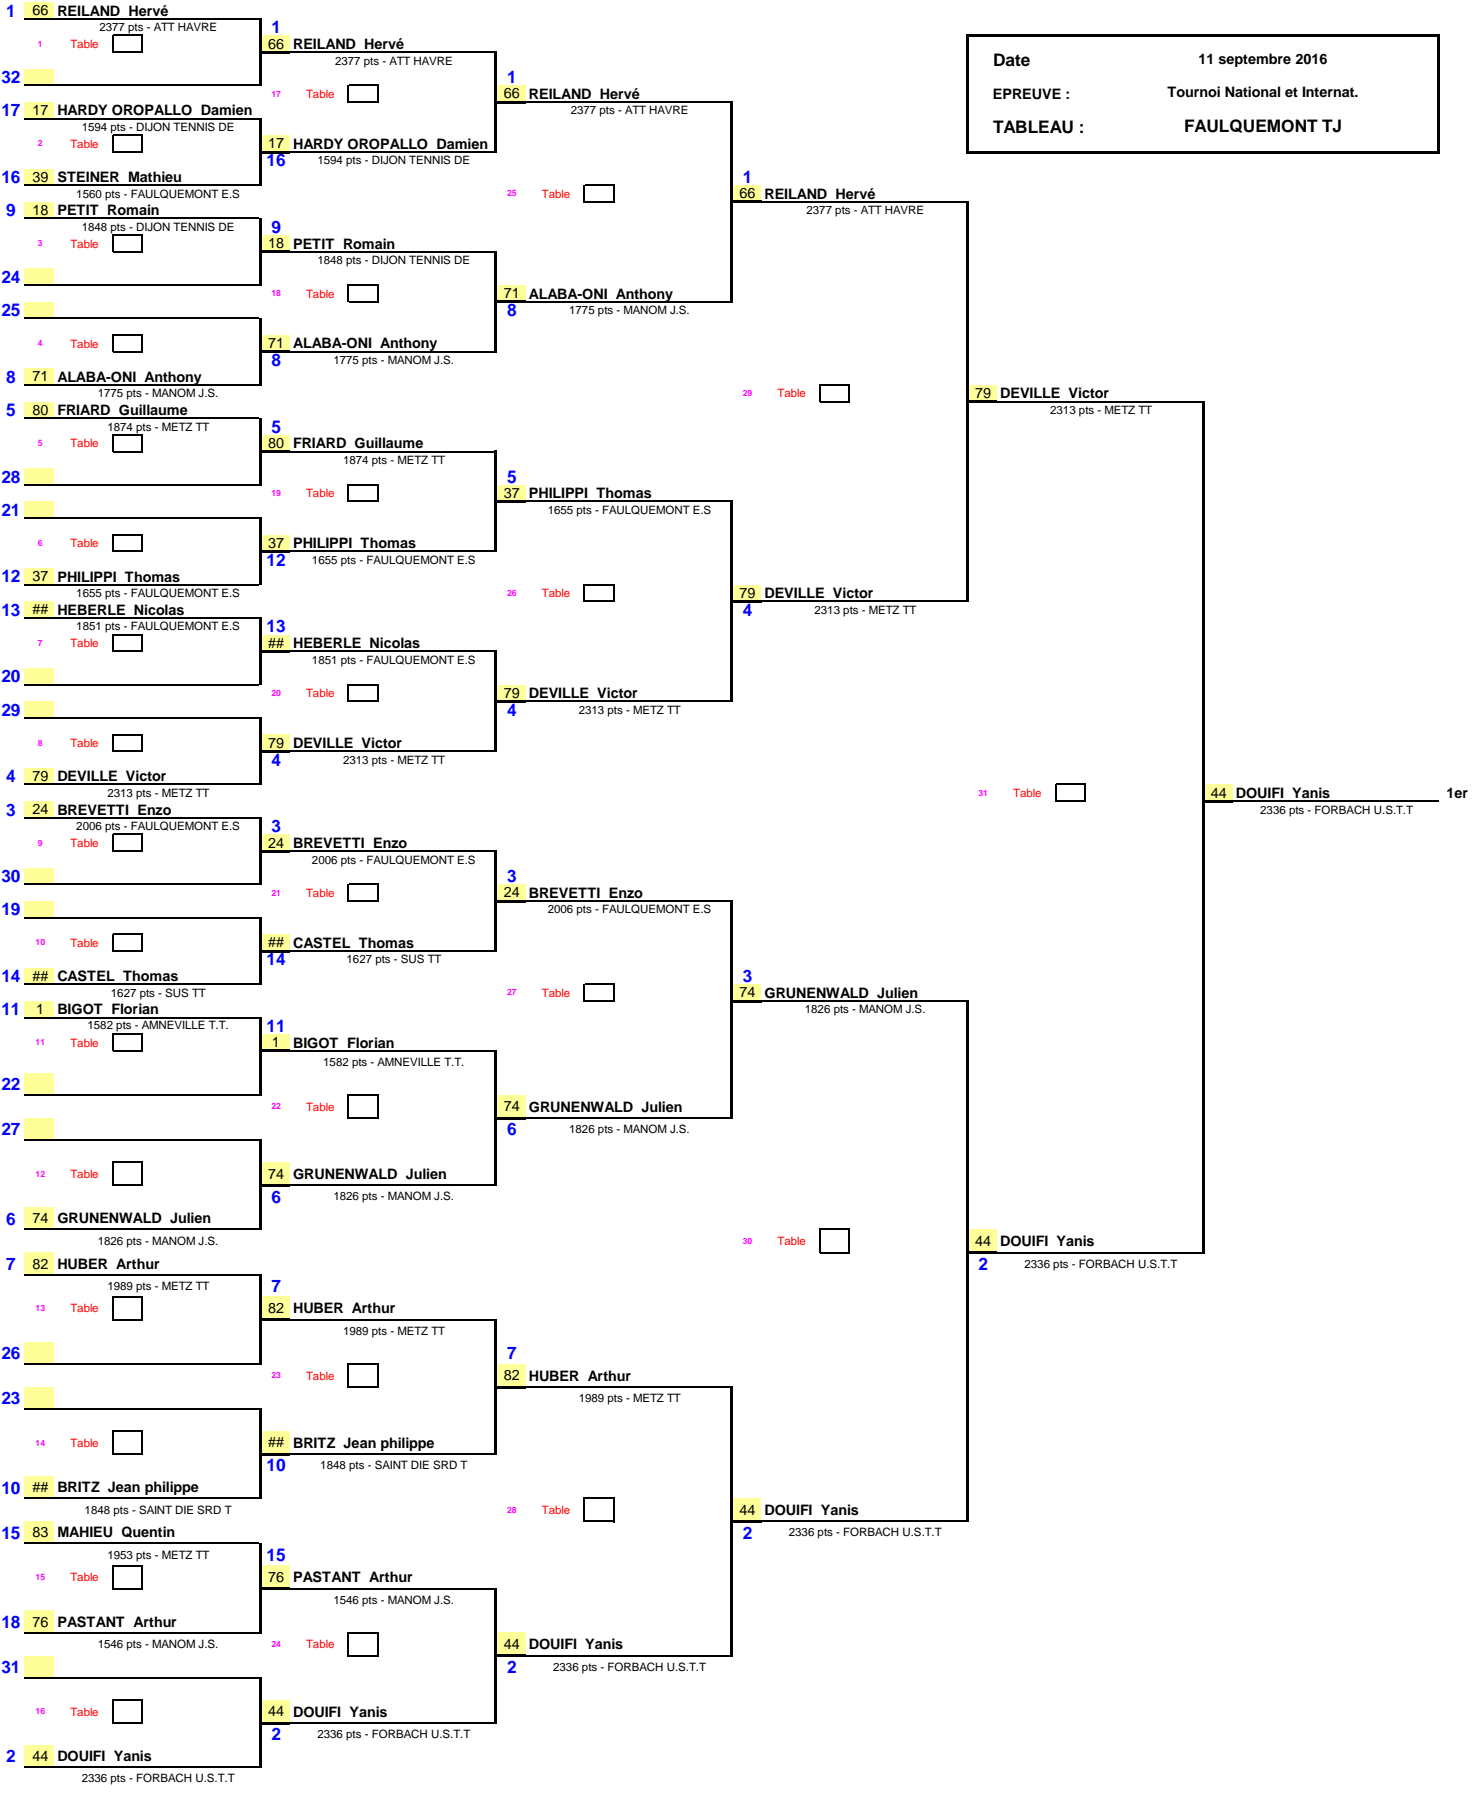 Date 11 septembre 2016
EPREUVE : Tournoi National et Internat.
TABLEAU : FAULQUEMONT TJ
1 66 REILAND Hervé
2377 pts - ATT HAVRE
1 Table
32
17 17 HARDY OROPALLO Damien
1594 pts - DIJON TENNIS DE
2 Table
16 39 STEINER Mathieu
1560 pts - FAULQUEMONT E.S
9 18 PETIT Romain
1848 pts - DIJON TENNIS DE
3 Table
24
25
4 Table
8 71 ALABA-ONI Anthony
1775 pts - MANOM J.S.
5 80 FRIARD Guillaume
1874 pts - METZ TT
5 Table
28
21
6 Table
12 37 PHILIPPI Thomas
1655 pts - FAULQUEMONT E.S
13 ## HEBERLE Nicolas
1851 pts - FAULQUEMONT E.S
7 Table
20
29
8 Table
4 79 DEVILLE Victor
2313 pts - METZ TT
3 24 BREVETTI Enzo
2006 pts - FAULQUEMONT E.S
9 Table
30
19
10 Table
14 ## CASTEL Thomas
1627 pts - SUS TT
11 1 BIGOT Florian
1582 pts - AMNEVILLE T.T.
11 Table
22
27
12 Table
6 74 GRUNENWALD Julien
1826 pts - MANOM J.S.
7 82 HUBER Arthur
1989 pts - METZ TT
13 Table
26
23
14 Table
10 ## BRITZ Jean philippe
1848 pts - SAINT DIE SRD T
15 83 MAHIEU Quentin
1953 pts - METZ TT
15 Table
18 76 PASTANT Arthur
1546 pts - MANOM J.S.
31
16 Table
2 44 DOUIFI Yanis
2336 pts - FORBACH U.S.T.T
1
66 REILAND Hervé
2377 pts - ATT HAVRE
17 Table
17 HARDY OROPALLO Damien
16 1594 pts - DIJON TENNIS DE
9
18 PETIT Romain
1848 pts - DIJON TENNIS DE
18 Table
71 ALABA-ONI Anthony
8 1775 pts - MANOM J.S.
5
80 FRIARD Guillaume
1874 pts - METZ TT
19 Table
37 PHILIPPI Thomas
12 1655 pts - FAULQUEMONT E.S
13
## HEBERLE Nicolas
1851 pts - FAULQUEMONT E.S
20 Table
79 DEVILLE Victor
4 2313 pts - METZ TT
3
24 BREVETTI Enzo
2006 pts - FAULQUEMONT E.S
21 Table
## CASTEL Thomas
14 1627 pts - SUS TT
11
1 BIGOT Florian
1582 pts - AMNEVILLE T.T.
22 Table
74 GRUNENWALD Julien
6 1826 pts - MANOM J.S.
7
82 HUBER Arthur
1989 pts - METZ TT
23 Table
## BRITZ Jean philippe
10 1848 pts - SAINT DIE SRD T
15
76 PASTANT Arthur
1546 pts - MANOM J.S.
24 Table
44 DOUIFI Yanis
2 2336 pts - FORBACH U.S.T.T
1
66 REILAND Hervé
2377 pts - ATT HAVRE
25 Table
71 ALABA-ONI Anthony
8 1775 pts - MANOM J.S.
5
37 PHILIPPI Thomas
1655 pts - FAULQUEMONT E.S
26 Table
79 DEVILLE Victor
4 2313 pts - METZ TT
3
24 BREVETTI Enzo
2006 pts - FAULQUEMONT E.S
27 Table
74 GRUNENWALD Julien
6 1826 pts - MANOM J.S.
7
82 HUBER Arthur
1989 pts - METZ TT
28 Table
44 DOUIFI Yanis
2 2336 pts - FORBACH U.S.T.T
1
66 REILAND Hervé
2377 pts - ATT HAVRE
29 Table
79 DEVILLE Victor
4 2313 pts - METZ TT
3
74 GRUNENWALD Julien
1826 pts - MANOM J.S.
30 Table
44 DOUIFI Yanis
2 2336 pts - FORBACH U.S.T.T
79 DEVILLE Victor
2313 pts - METZ TT
31 Table
44 DOUIFI Yanis
2 2336 pts - FORBACH U.S.T.T
44 DOUIFI Yanis 1er
2336 pts - FORBACH U.S.T.T